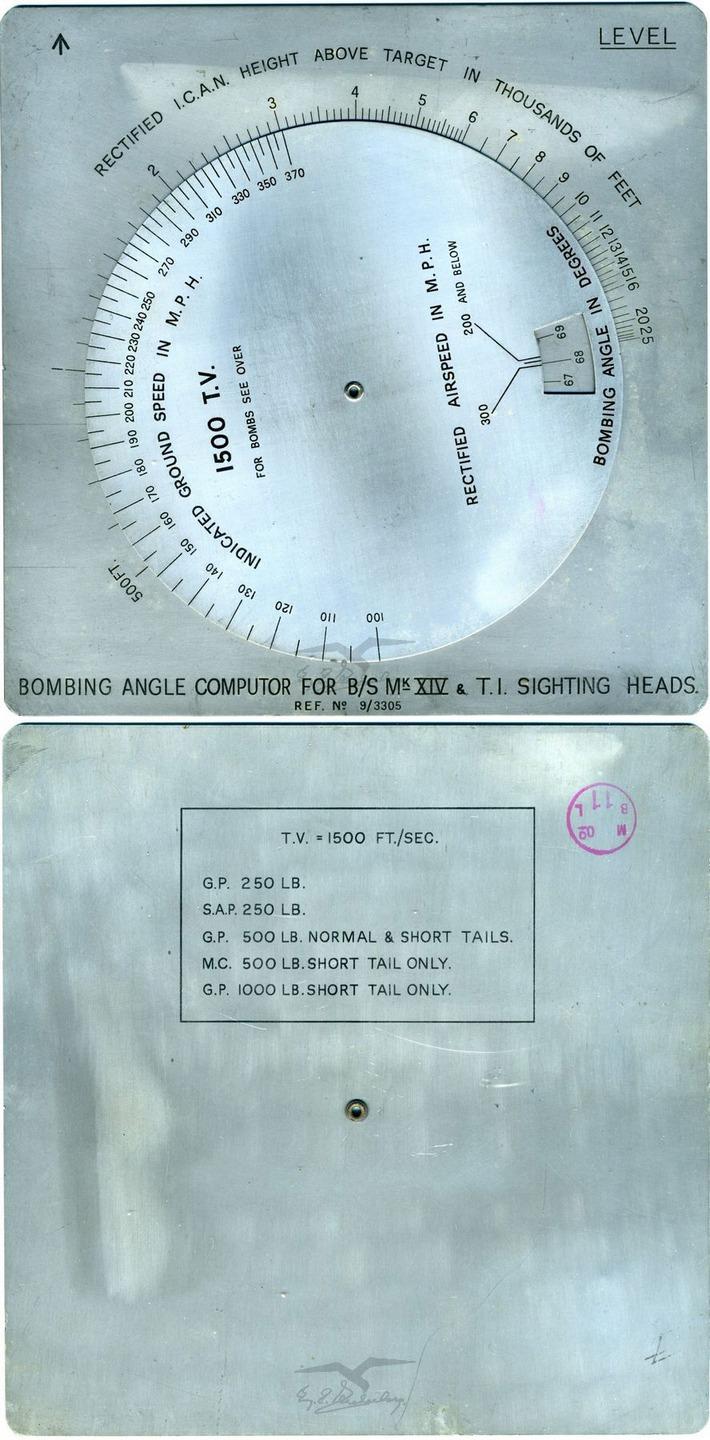 LEVEL
RECTIFIED I.C.A.N. HEIGHT ABOVE TARGET IN THOUSANDS OF FEET
2 3 4 5 6 7 8 9 10 11 12 13 14 15 16 20 25
500FT.
370 350 330 310 290 270 250 240 230 220 210 200 190 180 170 160 150 140 130 120 110 100
INDICATED GROUND SPEED IN M.P.H.
1500 T.V.
FOR BOMBS SEE OVER
RECTIFIED AIRSPEED IN M.P.H.
200 AND BELOW
300
69
68
67
BOMBING ANGLE IN DEGREES
BOMBING ANGLE COMPUTOR FOR B/S Mᴷ XIV & T.I. SIGHTING HEADS.
REF. Nº 9/3305
T.V. = 1500 FT./SEC.
G.P. 250 LB.
S.A.P. 250 LB.
G.P. 500 LB. NORMAL & SHORT TAILS.
M.C. 500 LB. SHORT TAIL ONLY.
G.P. 1000 LB. SHORT TAIL ONLY.